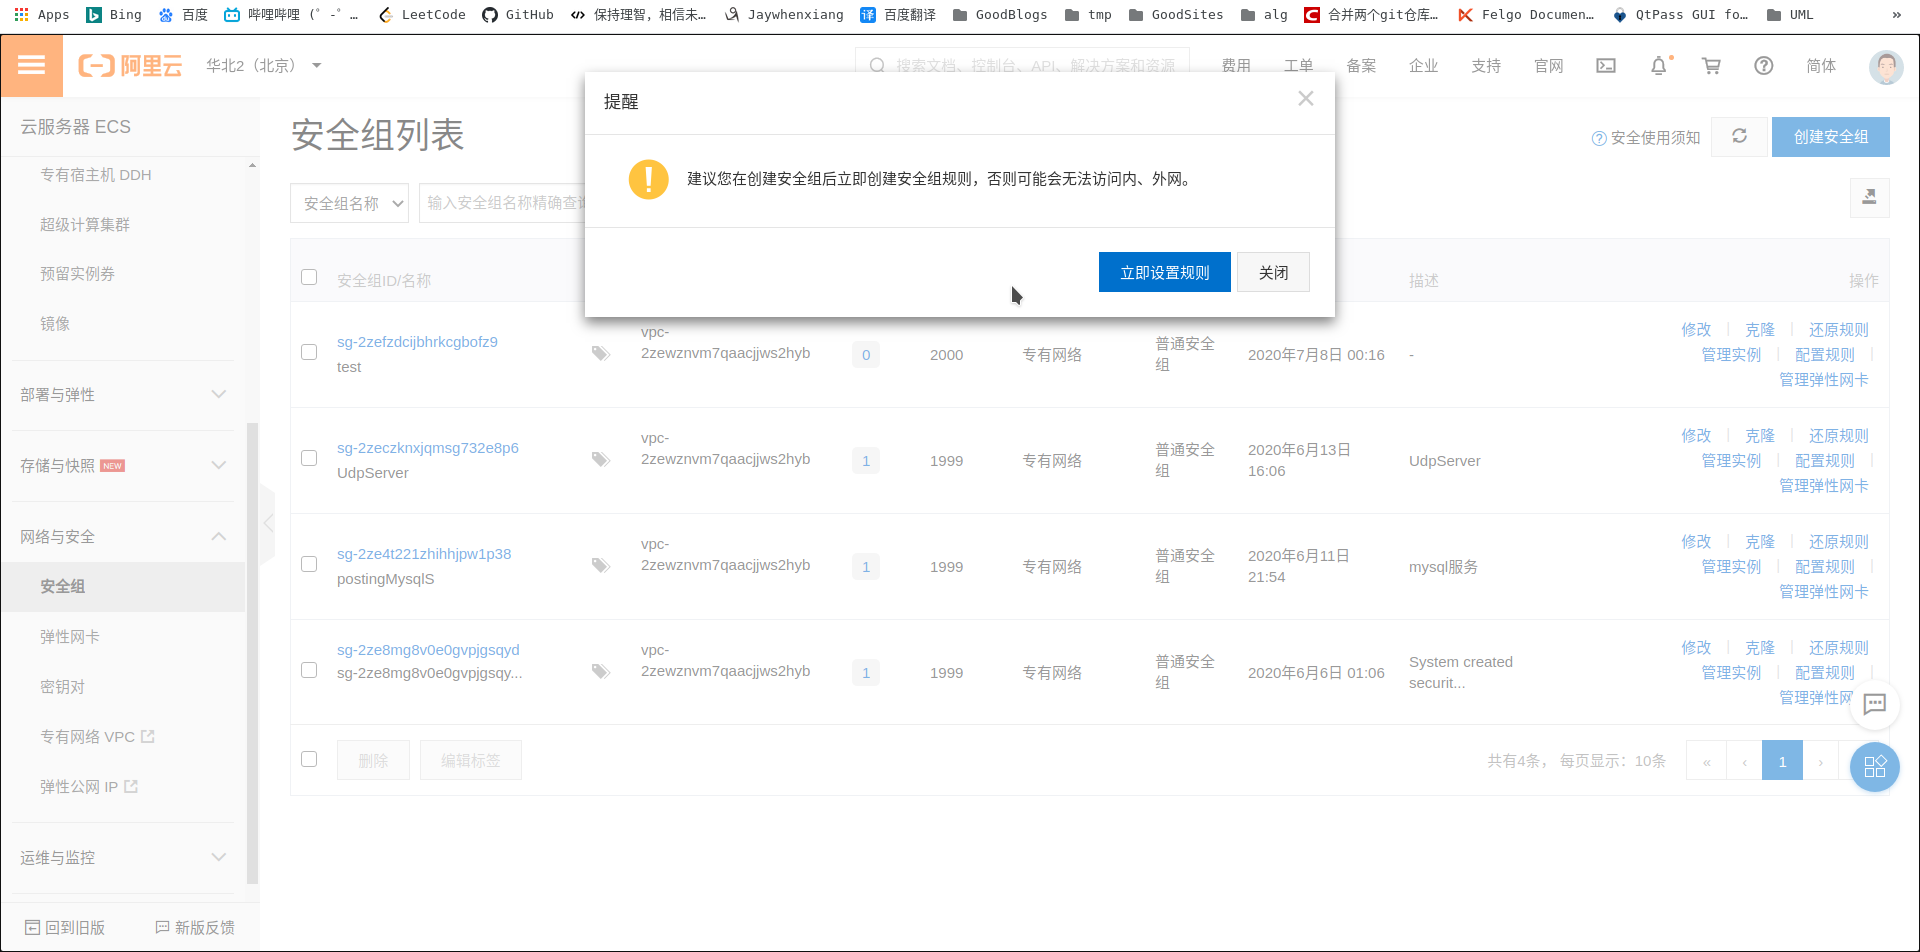 Apps Bing 百度 哔哩哔哩 (゜-゜... LeetCode GitHub 保持理智，相信未... Jaywhenxiang 百度翻译 GoodBlogs tmp GoodSites alg 合并两个git仓库... Felgo Documen... QtPass GUI fo... UML »
阿里云 华北2（北京） 搜索文档、控制台、API、解决方案和资源 费用 工单 备案 企业 支持 官网 简体
提醒
建议您在创建安全组后立即创建安全组规则，否则可能会无法访问内、外网。
立即设置规则 关闭
云服务器 ECS
专有宿主机 DDH
超级计算集群
预留实例券
镜像
部署与弹性
存储与快照 NEW
网络与安全
安全组
弹性网卡
密钥对
专有网络 VPC
弹性公网 IP
运维与监控
回到旧版 新版反馈
安全组列表
安全使用须知 创建安全组
安全组名称 输入安全组名称精确查
安全组ID/名称 描述 操作
sg-2zefzdcijbhrkcgbofz9
test
vpc-
2zewznvm7qaacjjws2hyb
0 2000 专有网络
普通安全
组
2020年7月8日 00:16 -
修改 克隆 还原规则
管理实例 配置规则
管理弹性网卡
sg-2zeczknxjqmsg732e8p6
UdpServer
vpc-
2zewznvm7qaacjjws2hyb
1 1999 专有网络
普通安全
组
2020年6月13日
16:06
UdpServer
修改 克隆 还原规则
管理实例 配置规则
管理弹性网卡
sg-2ze4t221zhihhjpw1p38
postingMysqlS
vpc-
2zewznvm7qaacjjws2hyb
1 1999 专有网络
普通安全
组
2020年6月11日
21:54
mysql服务
修改 克隆 还原规则
管理实例 配置规则
管理弹性网卡
sg-2ze8mg8v0e0gvpjgsqyd
sg-2ze8mg8v0e0gvpjgsqy...
vpc-
2zewznvm7qaacjjws2hyb
1 1999 专有网络
普通安全
组
2020年6月6日 01:06
System created
securit...
修改 克隆 还原规则
管理实例 配置规则
管理弹性网
删除 编辑标签 共有4条， 每页显示：10条 « ‹ 1 ›